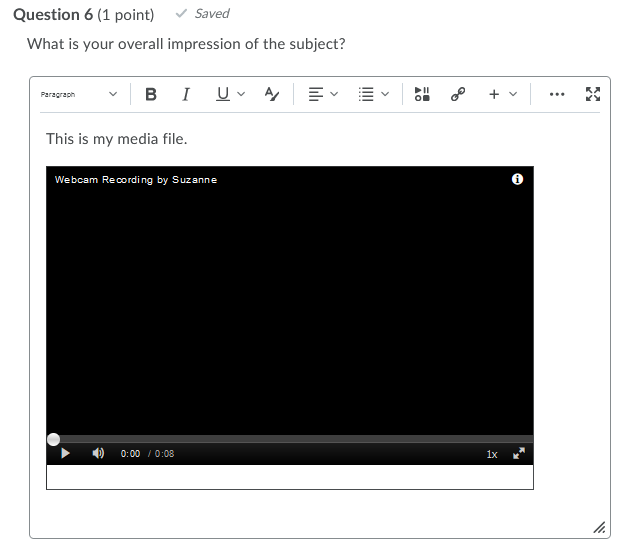 Question 6 (1 point) Saved
What is your overall impression of the subject?
Paragraph B I U A
This is my media file.
Webcam Recording by Suzanne
0:00 / 0:08 1x